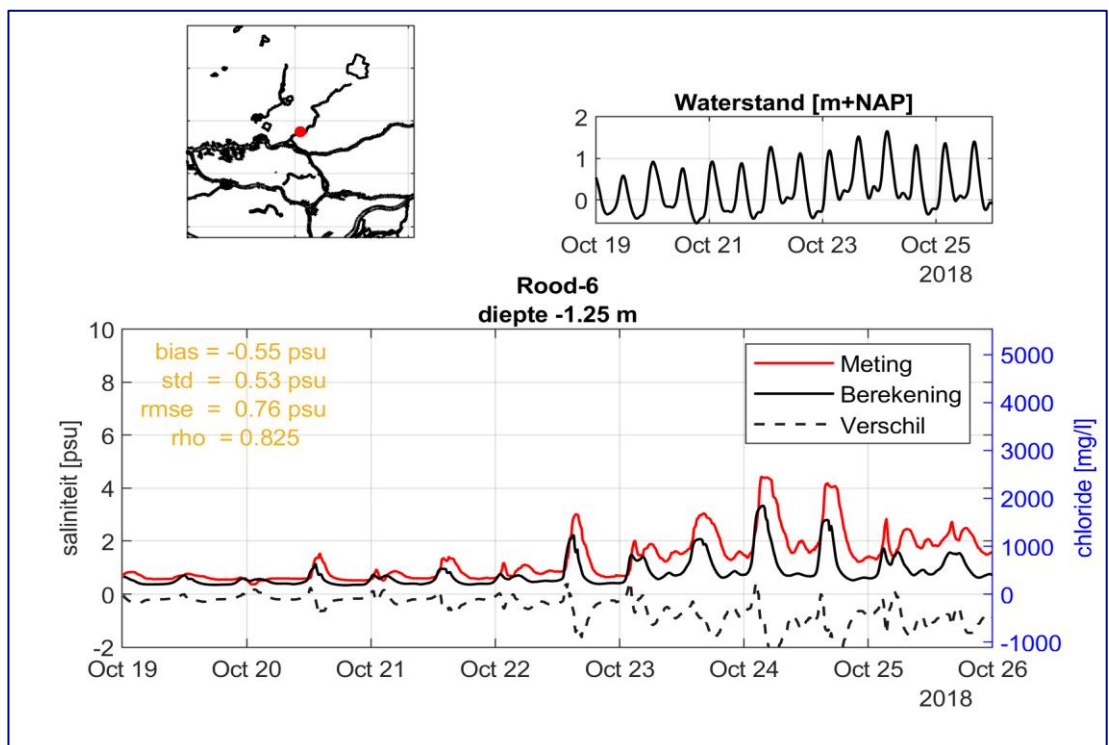 Waterstand [m+NAP]
2
1
0
Oct 19
Oct 21
Oct 23
Oct 25
2018
Rood-6
diepte -1.25 m
bias = -0.55 psu
std = 0.53 psu
rmse = 0.76 psu
rho = 0.825
Meting
Berekening
Verschil
saliniteit [psu]
10
8
6
4
2
0
-2
chloride [mg/l]
5000
4000
3000
2000
1000
0
-1000
Oct 19
Oct 20
Oct 21
Oct 22
Oct 23
Oct 24
Oct 25
Oct 26
2018